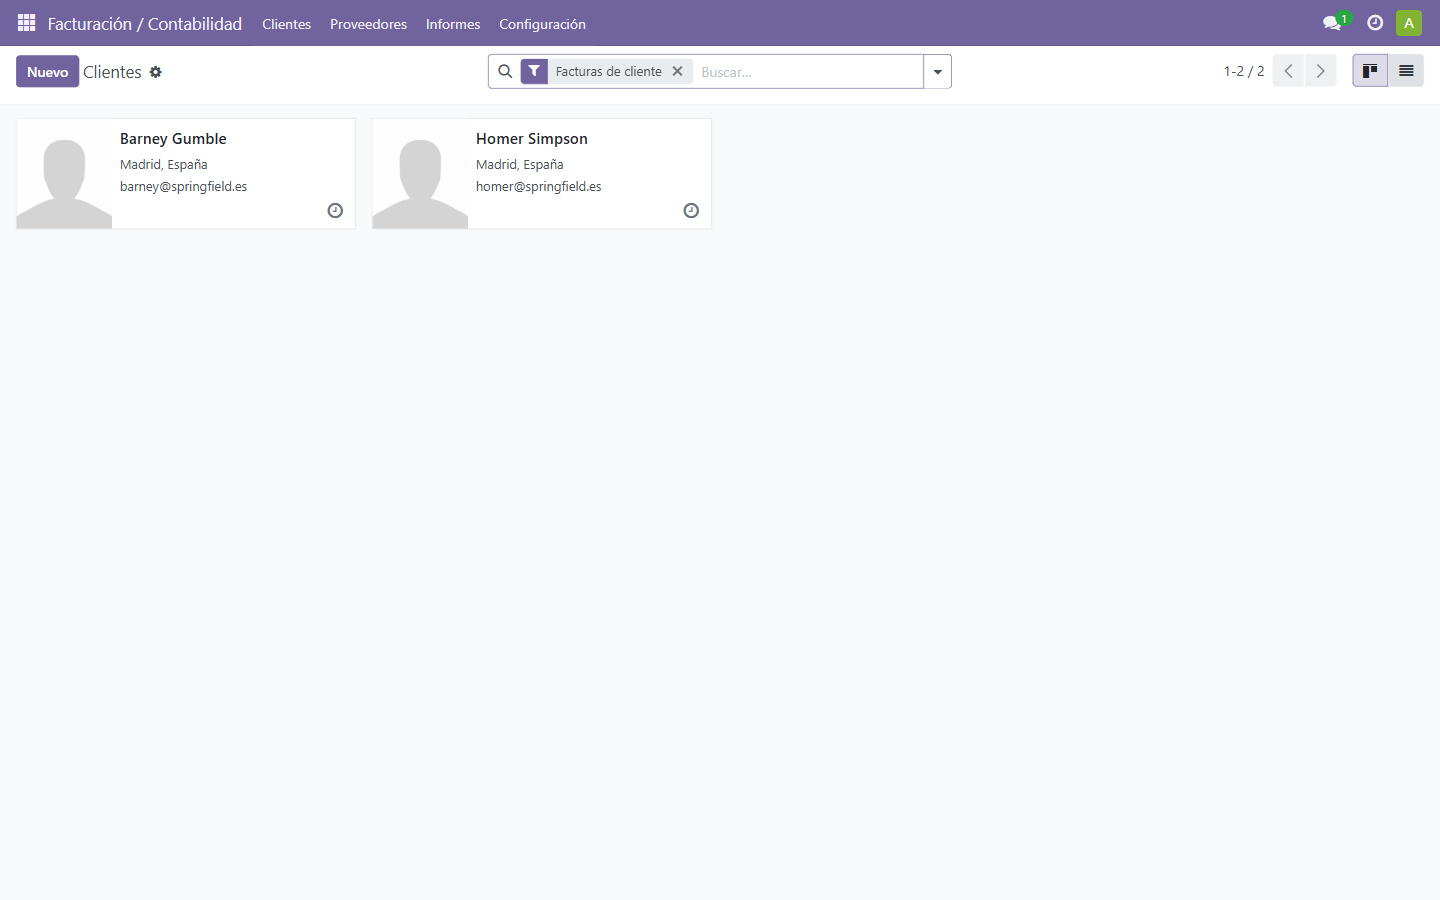 Facturación / Contabilidad Clientes Proveedores Informes Configuración 1 A
Nuevo Clientes Facturas de cliente Buscar... 1-2 / 2
Barney Gumble
Madrid, España
barney@springfield.es
Homer Simpson
Madrid, España
homer@springfield.es